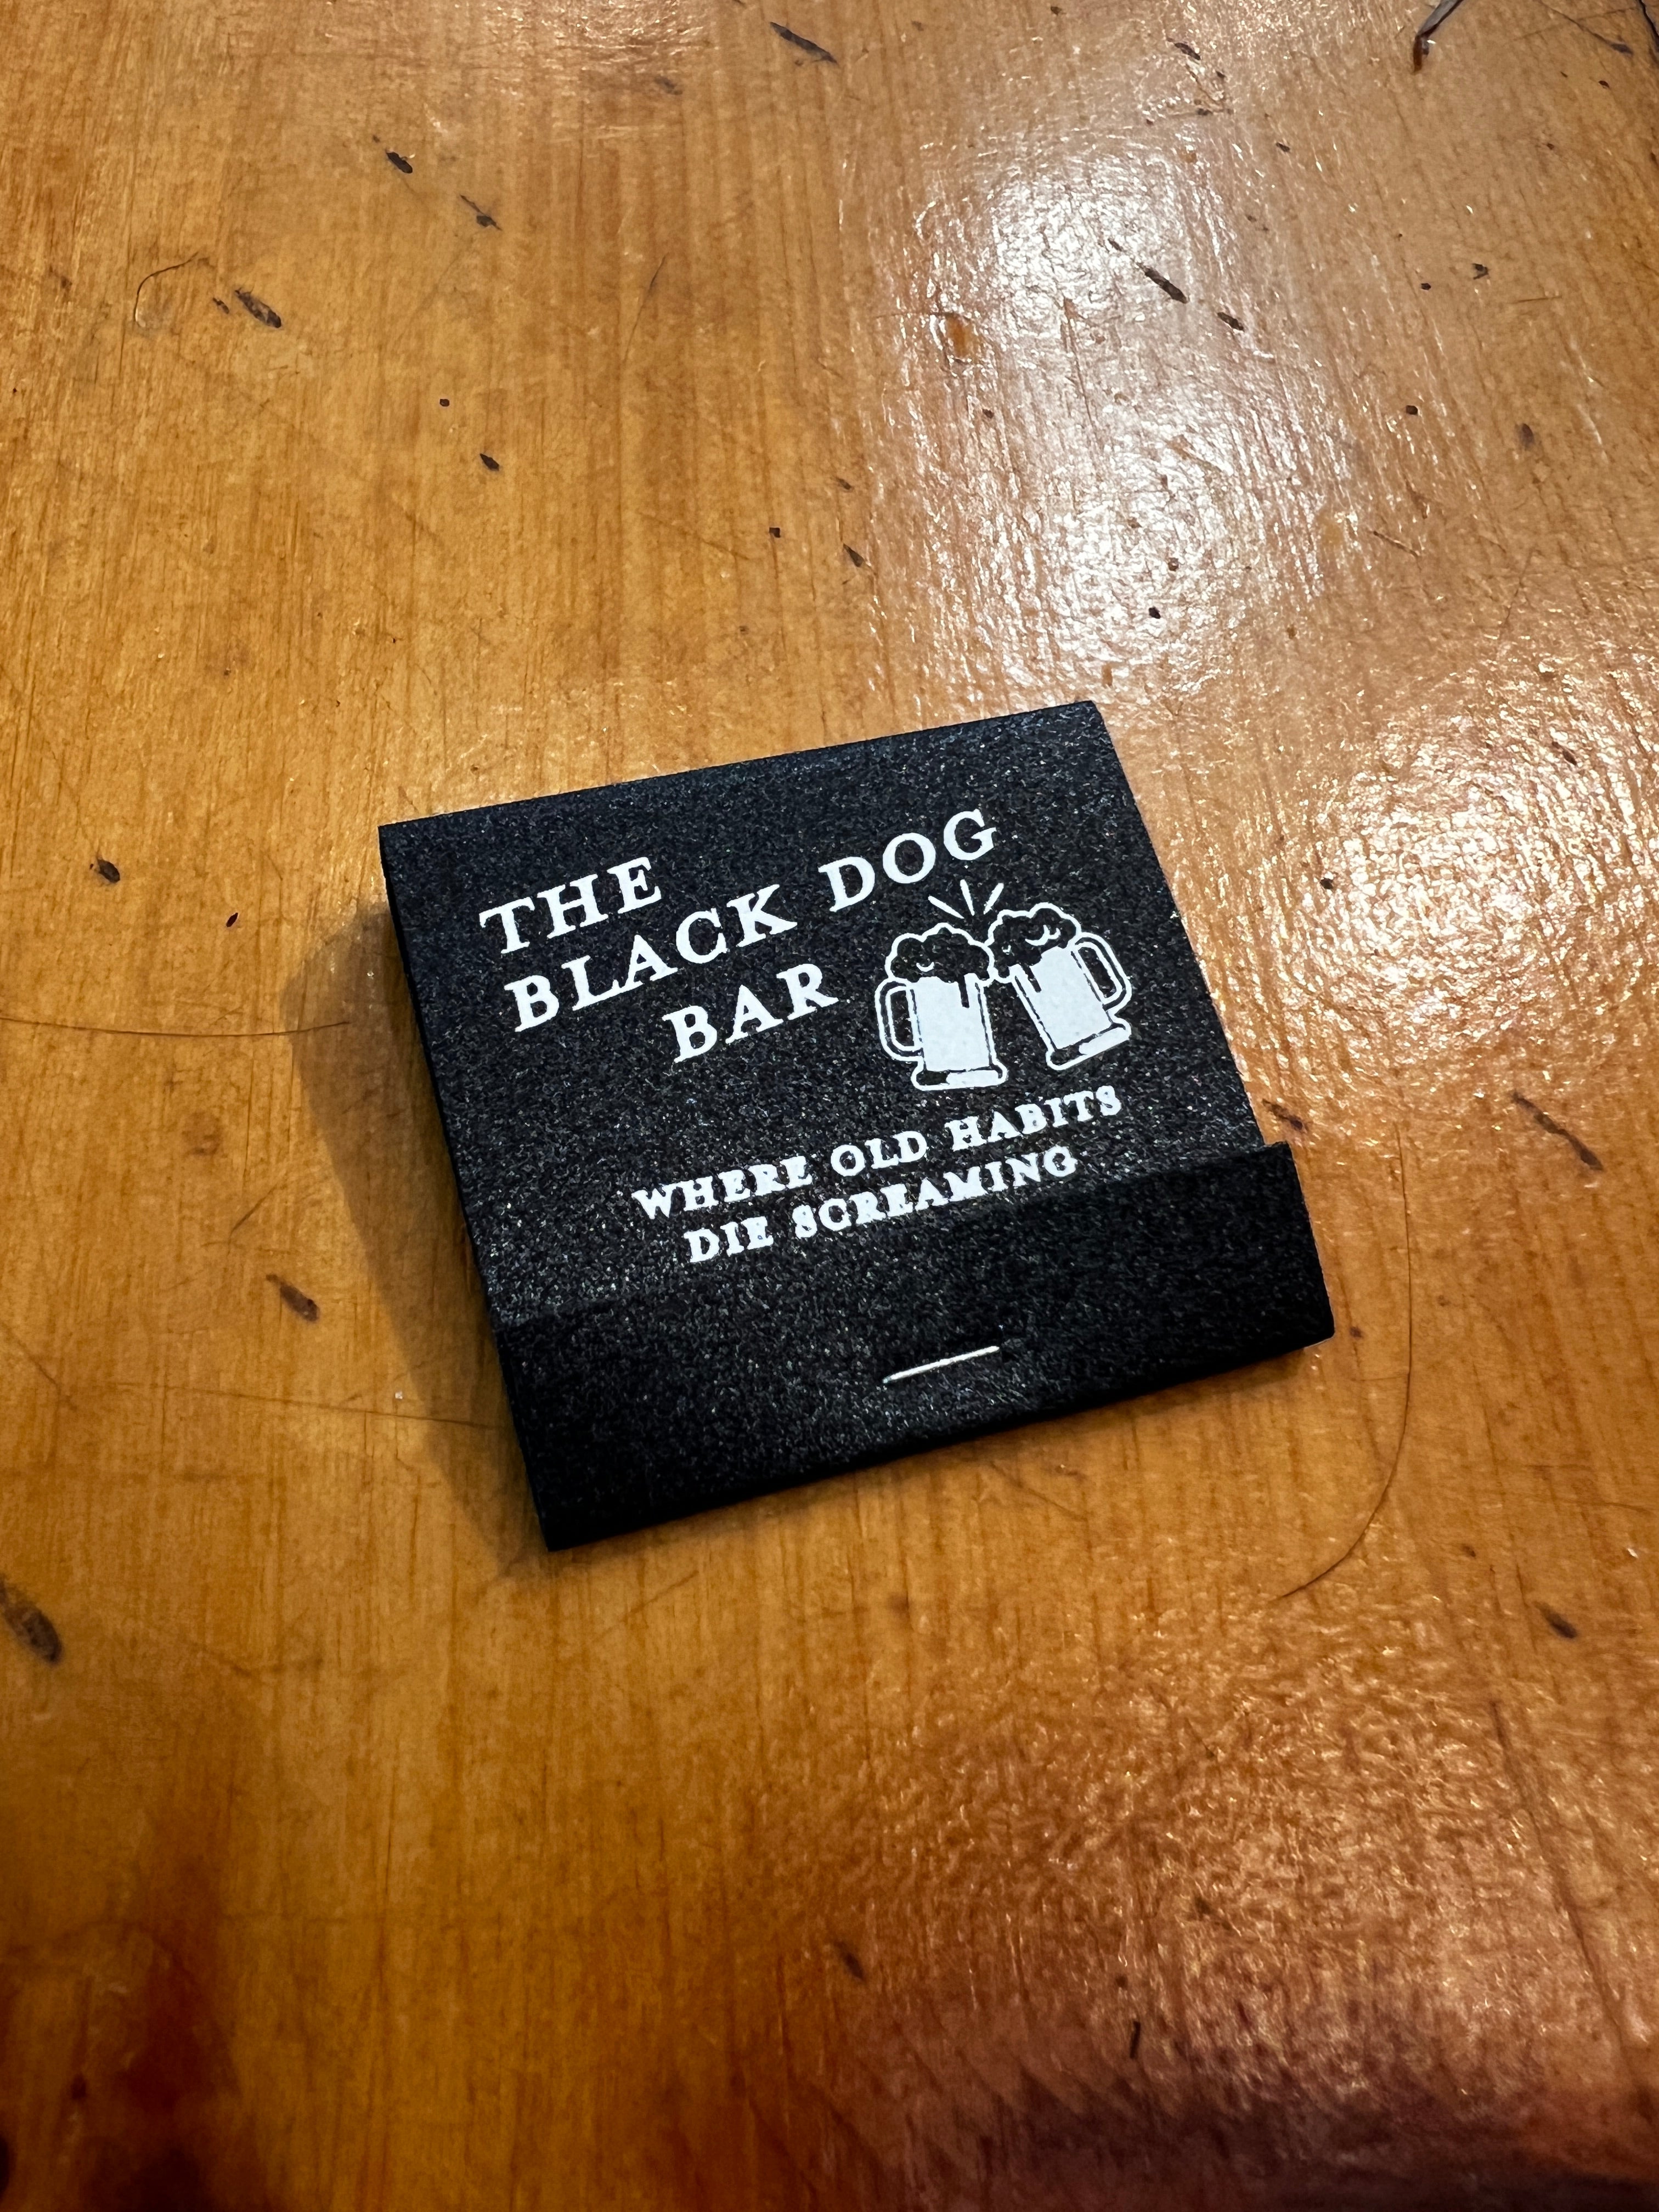 THE
BLACK DOG
BAR
WHERE OLD HABITS
DIE SCREAMING